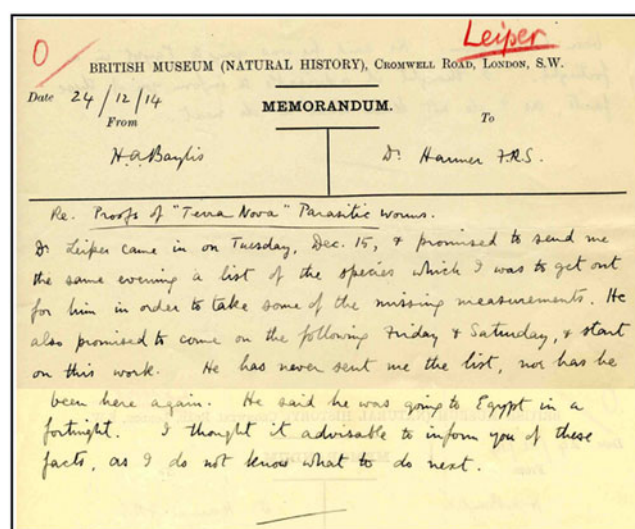 O
Leiper
BRITISH MUSEUM (NATURAL HISTORY), CROMWELL ROAD, LONDON, S.W.
Date 24/12/14
MEMORANDUM.
From
To
H.A. Baylis
Dr Harmer F.R.S.
Re. Proofs of "Terra Nova" Parasitic worms.
Dr Leiper came in on Tuesday, Dec. 15, & promised to send me
the same evening a list of the species which I was to get out
for him in order to take some of the missing measurements. He
also promised to come on the following Friday & Saturday, & start
on this work. He has never sent me the list, nor has he
been here again. He said he was going to Egypt in a
fortnight. I thought it advisable to inform you of these
facts, as I do not know what to do next.